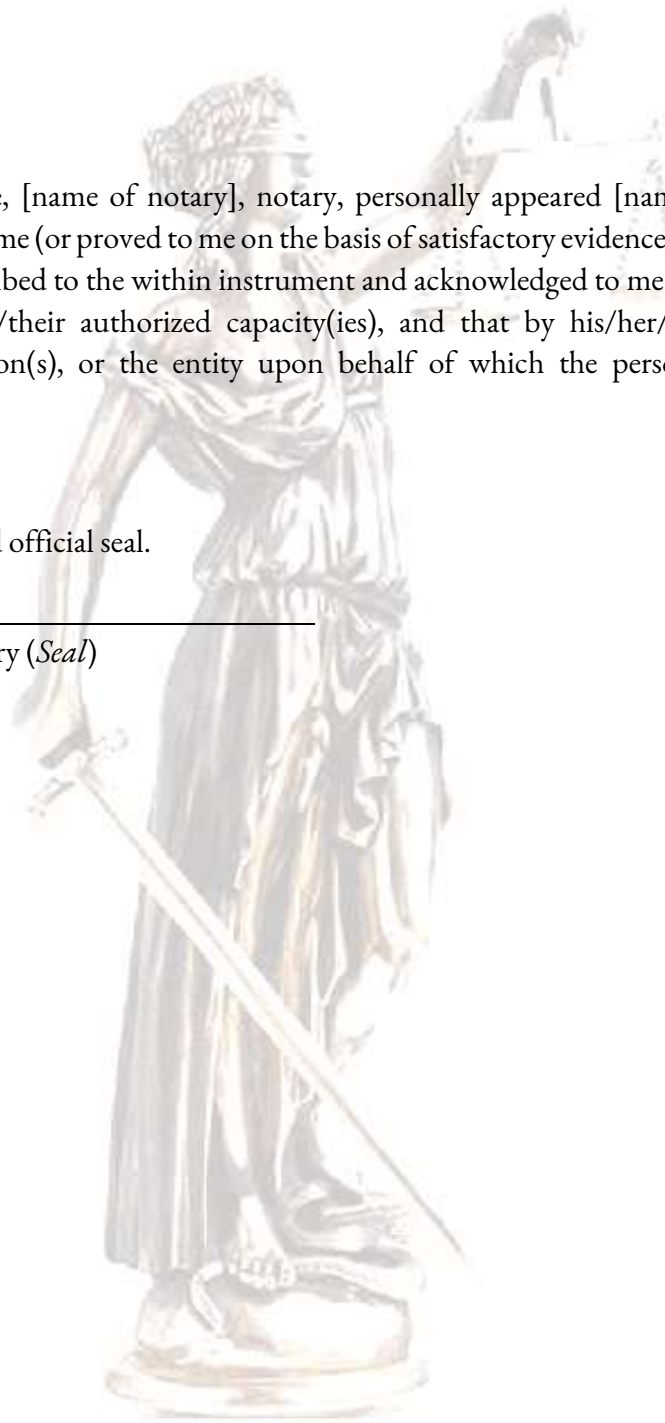 , [name of notary], notary, personally appeared [nam
me (or proved to me on the basis of satisfactory evidence
bed to the within instrument and acknowledged to me
/their authorized capacity(ies), and that by his/her/
on(s), or the entity upon behalf of which the pers
official seal.
ry (Seal)